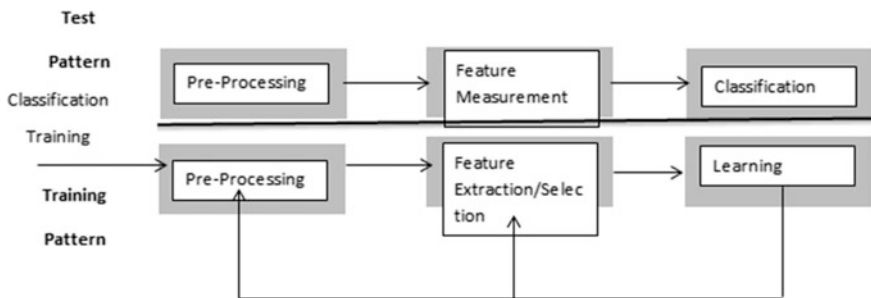 Test
Pattern
Pre-Processing
Feature
Measurement
Classification
Classification
Training
Pre-Processing
Feature
Extraction/Selec
tion
Learning
Training
Pattern